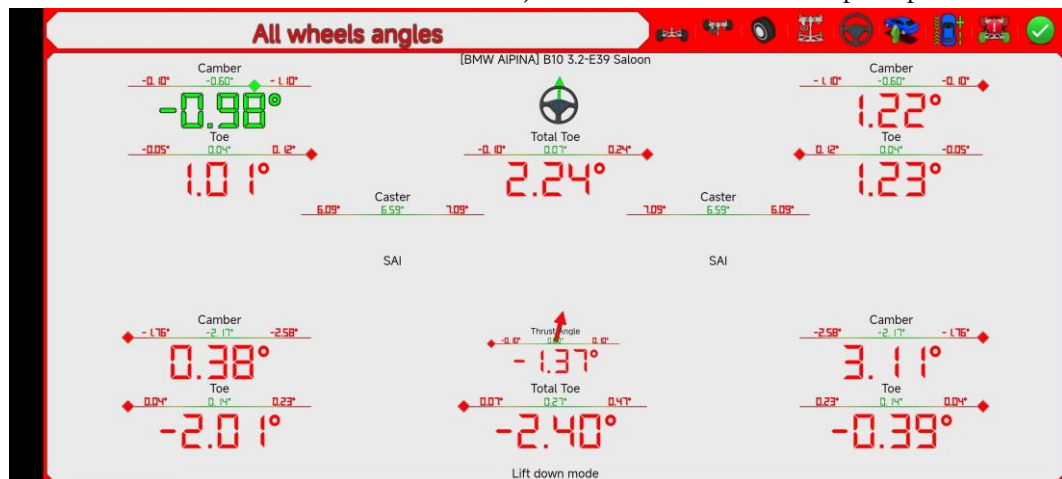 All wheels angles
[BMW AlPINA] B10 3.2-E39 Saloon
Camber
-0.10° -0.60° -1.10°
-0.98°
Toe
-0.05° 0.04° 0.12°
1.01°
Total Toe
-0.10° 0.07° 0.24°
2.24°
Camber
-1.10° -0.60° -0.10°
1.22°
Toe
0.12° 0.04° -0.05°
1.23°
Caster
6.09° 6.59° 7.09°
Caster
7.09° 6.59° 6.09°
SAI
SAI
Camber
-1.76° -2.17° -2.58°
0.38°
Toe
0.04° 0.14° 0.23°
-2.01°
Thrust Angle
-0.10° 0.10°
-1.37°
Total Toe
0.07° 0.27° 0.47°
-2.40°
Camber
-2.58° -2.17° -1.76°
3.11°
Toe
0.23° 0.14° 0.04°
-0.39°
Lift down mode